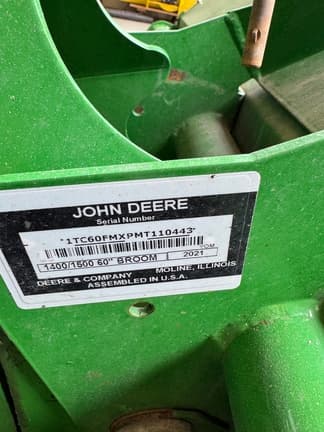 JOHN DEERE
Serial Number
*1TC60FMXPMT110443*
1400/1500 60" BROOM 2021
DEERE & COMPANY MOLINE, ILLINOIS
ASSEMBLED IN U.S.A.